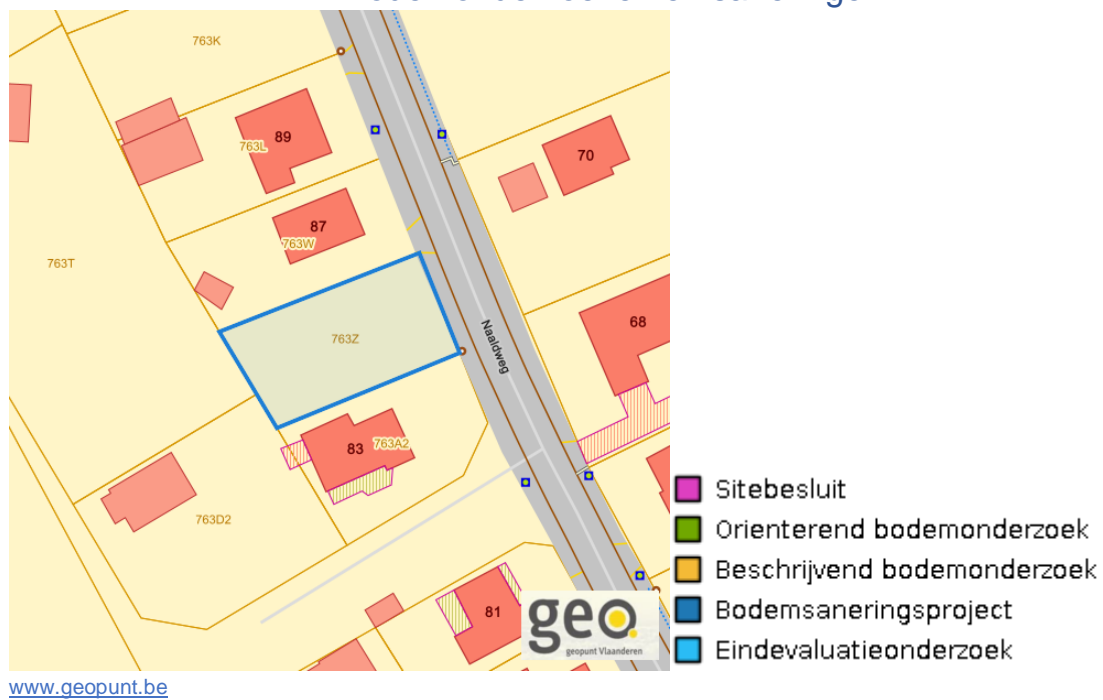 763K
89
763L
70
87
763W
763T
68
763Z
Naaldweg
83
763A2
763D2
81
geo
geopunt Vlaanderen
Sitebesluit
Orienterend bodemonderzoek
Beschrijvend bodemonderzoek
Bodemsaneringsproject
Eindevaluatieonderzoek
www.geopunt.be